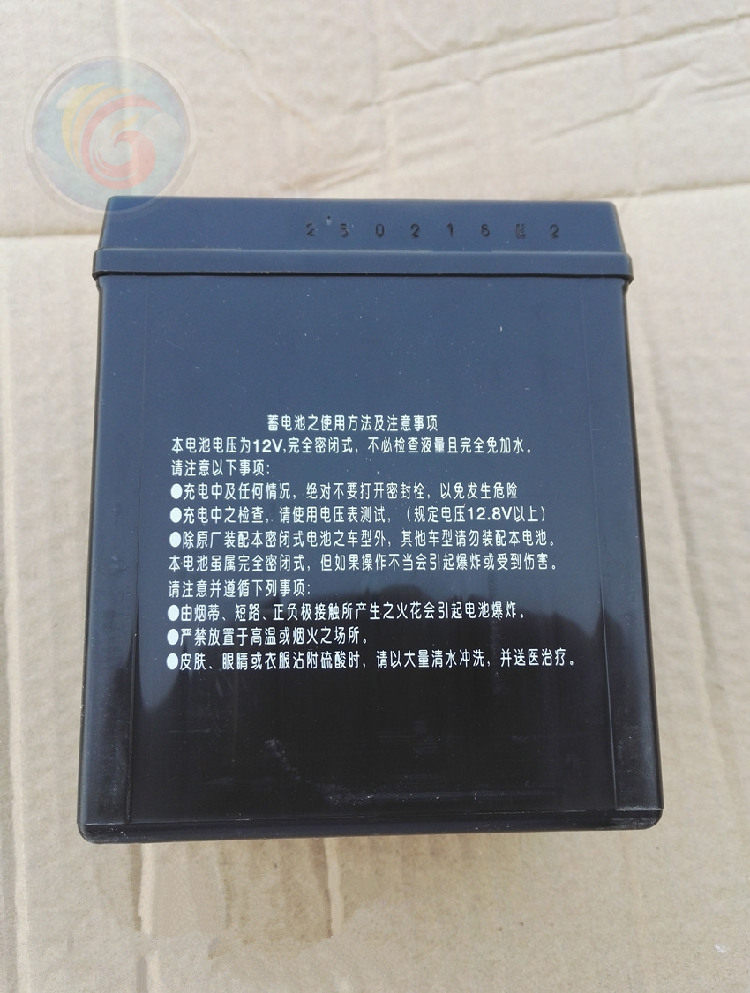 250216E2
蓄电池之使用方法及注意事项
本电池电压为12V,完全密闭式，不必检查液量且完全免加水。
请注意以下事项:
●充电中及任何情况，绝对不要打开密封栓，以免发生危险
●充电中之检查，请使用电压表测试，（规定电压12.8V以上）
●除原厂装配本密闭式电池之车型外，其他车型请勿装配本电池。
本电池虽属完全密闭式，但如果操作不当会引起爆炸或受到伤害。
请注意并遵循下列事项:
●由烟蒂、短路、正负极接触所产生之火花会引起电池爆炸，
●严禁放置于高温或烟火之场所，
●皮肤、眼睛或衣服沾附硫酸时，请以大量清水冲洗，并送医治疗。